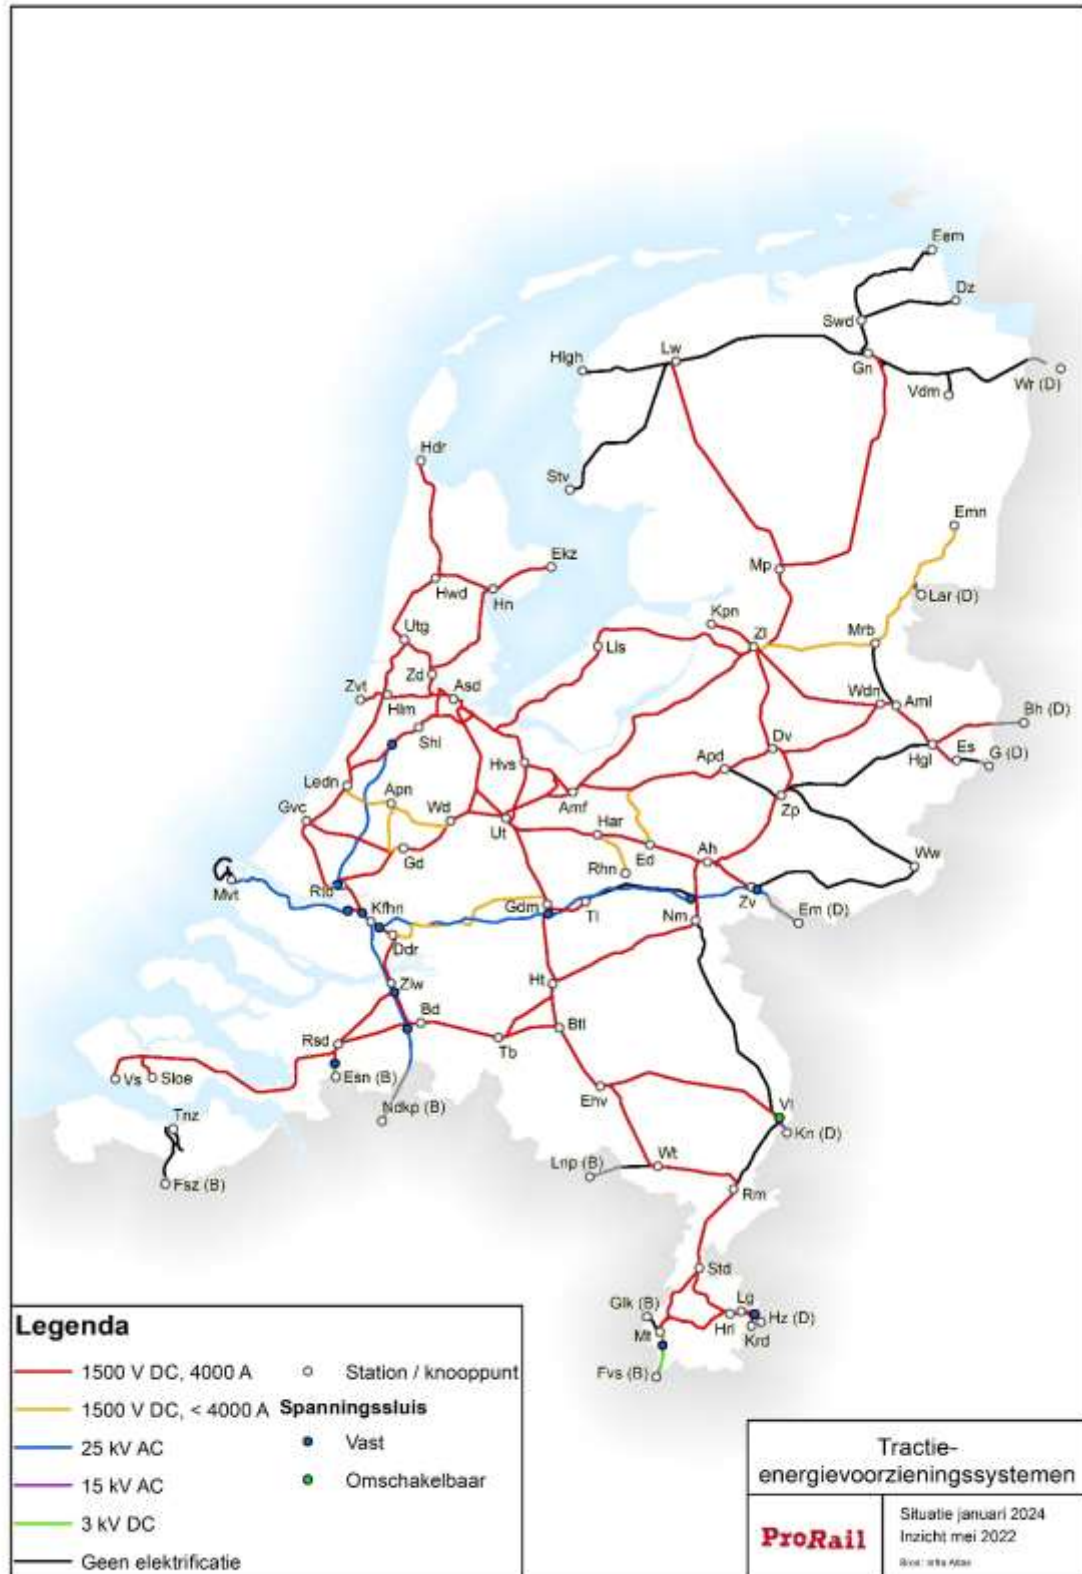 Eem
Dz
Swd
Hlgh
Lw
Gn
Vdm
Wr (D)
Hdr
Stv
Emn
Ekz
Mp
Hwd
Hn
Lar (D)
Kpn
Utg
Zl
Mrb
Lls
Zd
Zvt
Asd
Wdn
Aml
Hlm
Bh (D)
Shl
Dv
Es
G (D)
Hgl
Hvs
Apd
Ledn
Apn
Amf
Zp
Gvc
Wd
Ut
Har
Ed
Ah
Gd
Rhn
Ww
Mvt
Rtd
Kfhn
Gdm
Tl
Nm
Zv
Em (D)
Ddr
Zlw
Ht
Bd
Btl
Rsd
Tb
Vs
Sloe
Esn (B)
Ehv
Ndkp (B)
Vl
Tnz
Kn (D)
Lnp (B)
Wt
Fsz (B)
Rm
Std
Glk (B)
Lg
Hz (D)
Mt
Hrl
Krd
Fvs (B)
Legenda
1500 V DC, 4000 A
Station / knooppunt
1500 V DC, < 4000 A
Spanningssluis
25 kV AC
Vast
15 kV AC
Omschakelbaar
3 kV DC
Geen elektrificatie
Tractie-
energievoorzieningssystemen
ProRail
Situatie januari 2024
Inzicht mei 2022
Bron: Infra Atlas